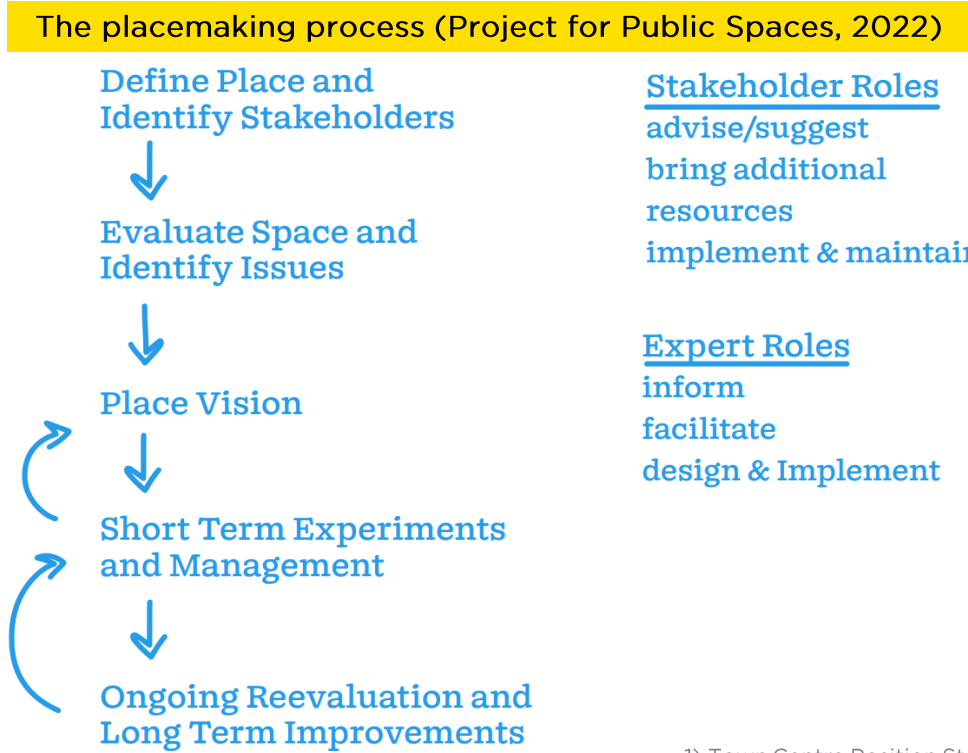 The placemaking process (Project for Public Spaces, 2022)
Define Place and
Identify Stakeholders
Evaluate Space and
Identify Issues
Place Vision
Short Term Experiments
and Management
Ongoing Reevaluation and
Long Term Improvements
Stakeholder Roles
advise/suggest
bring additional
resources
implement & maintain
Expert Roles
inform
facilitate
design & Implement